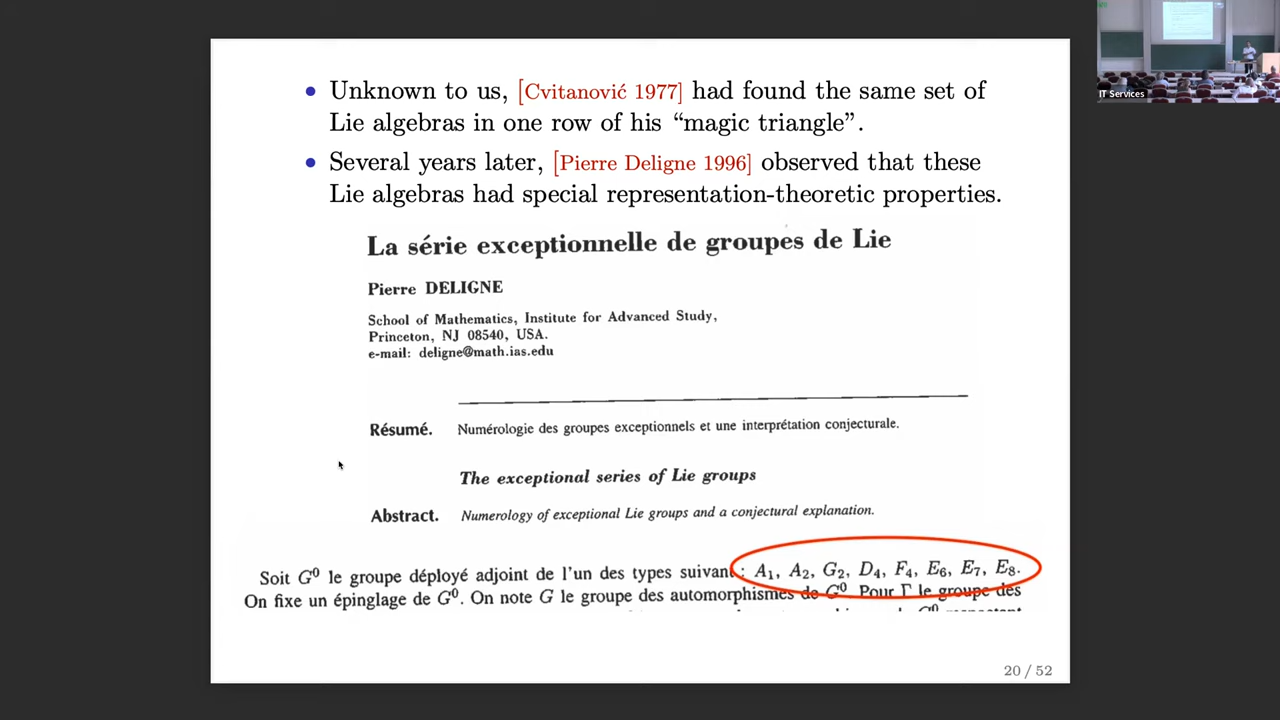 • Unknown to us, [Cvitanović 1977] had found the same set of
Lie algebras in one row of his “magic triangle”.
• Several years later, [Pierre Deligne 1996] observed that these
Lie algebras had special representation-theoretic properties.
La série exceptionnelle de groupes de Lie
Pierre DELIGNE
School of Mathematics, Institute for Advanced Study,
Princeton, NJ 08540, USA.
e-mail: deligne@math.ias.edu
Résumé. Numérologie des groupes exceptionnels et une interprétation conjecturale.
The exceptional series of Lie groups
Abstract. Numerology of exceptional Lie groups and a conjectural explanation.
Soit G⁰ le groupe déployé adjoint de l'un des types suivant : A₁, A₂, G₂, D₄, F₄, E₆, E₇, E₈.
On fixe un épinglage de G⁰. On note G le groupe des automorphismes de G⁰. Pour Γ le groupe des
20 / 52
IT Services